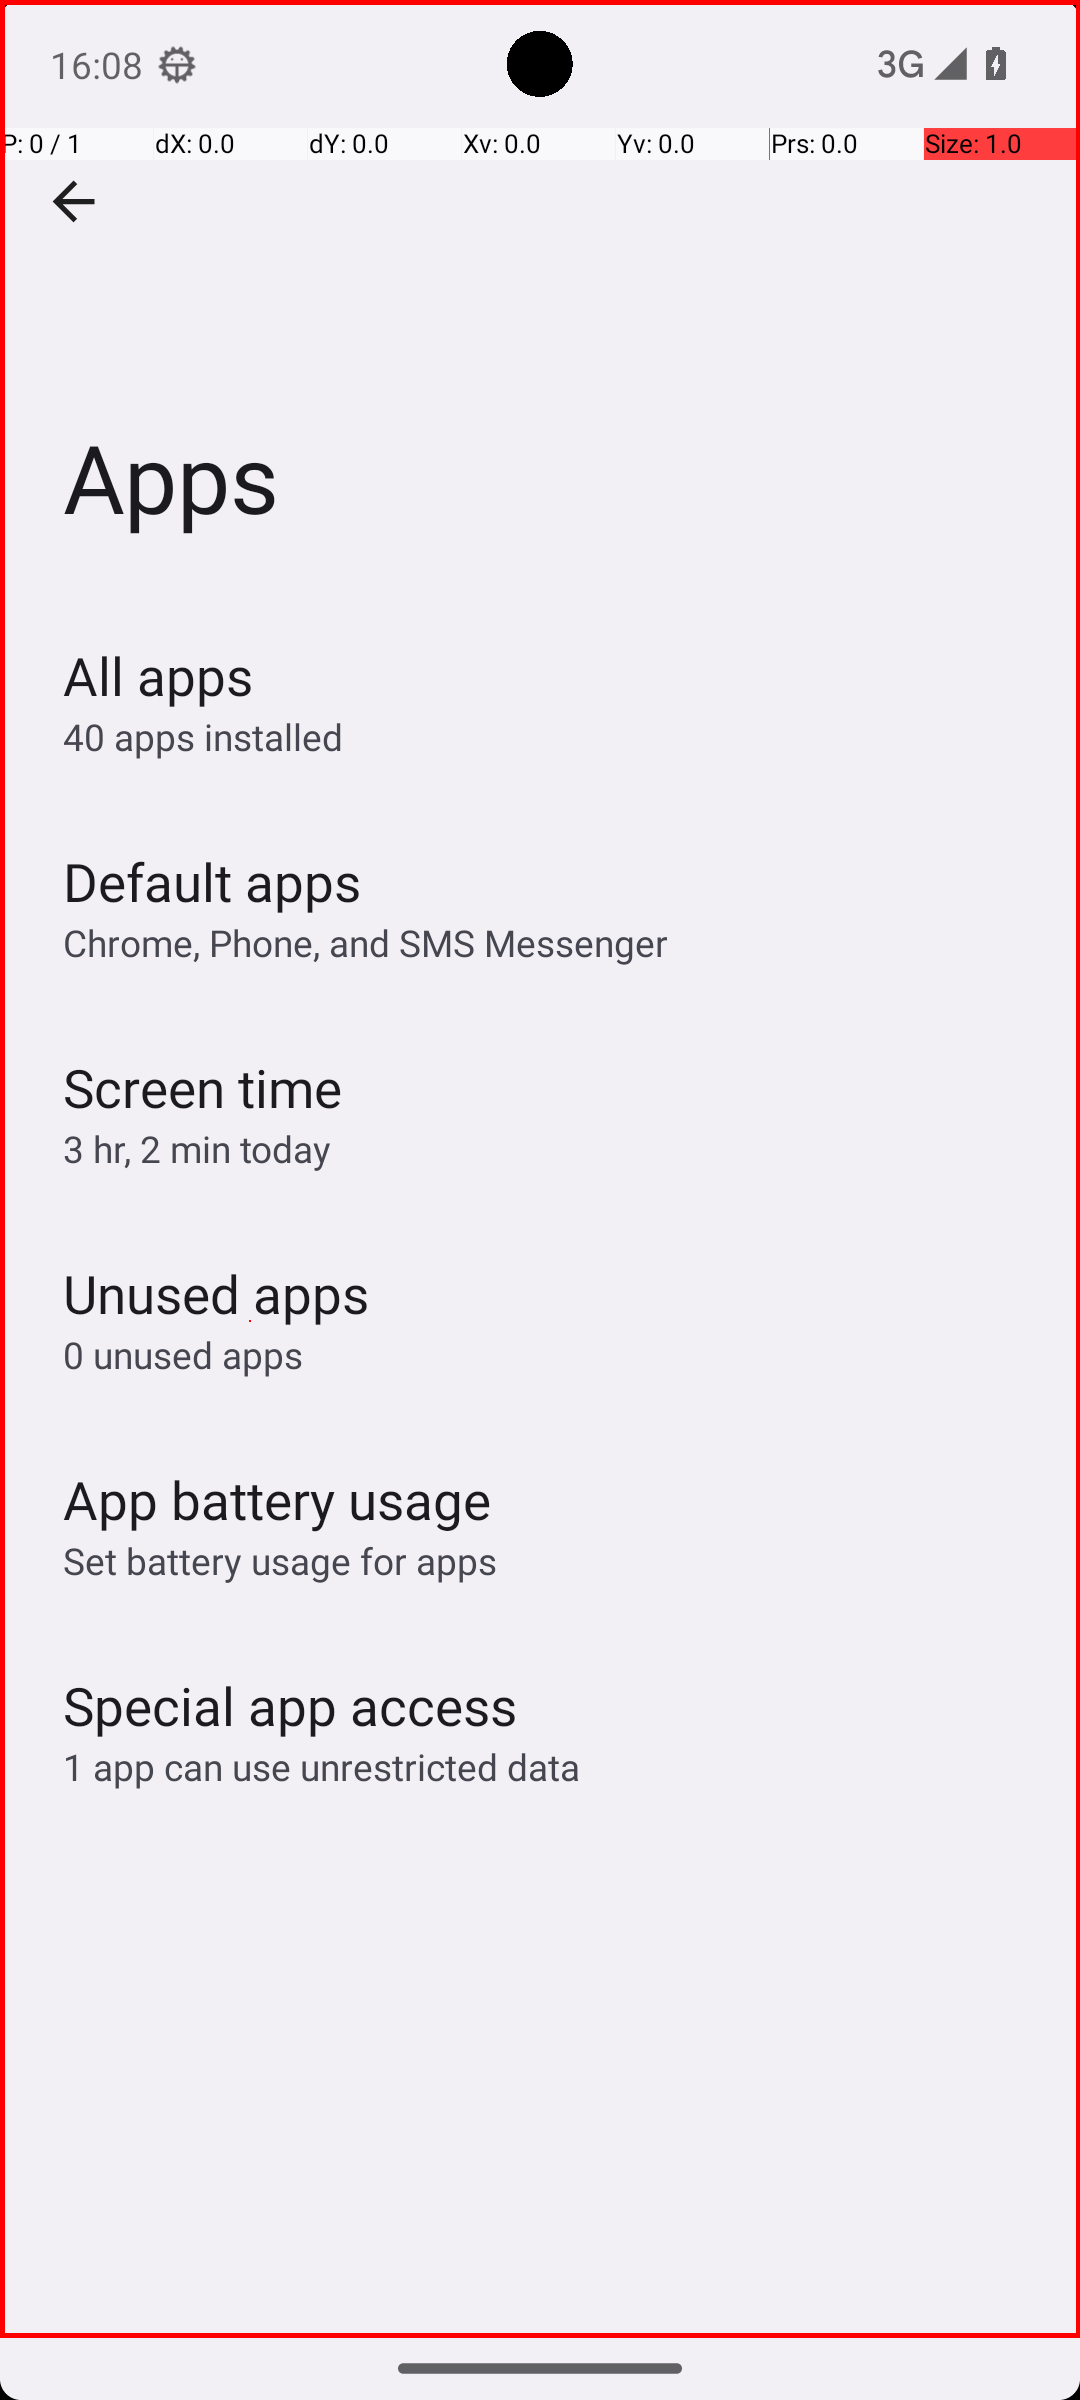 16:08
3G
P: 0 / 1 dX: 0.0 dY: 0.0 Xv: 0.0 Yv: 0.0 Prs: 0.0 Size: 1.0
Apps
All apps
40 apps installed
Default apps
Chrome, Phone, and SMS Messenger
Screen time
3 hr, 2 min today
Unused apps
0 unused apps
App battery usage
Set battery usage for apps
Special app access
1 app can use unrestricted data